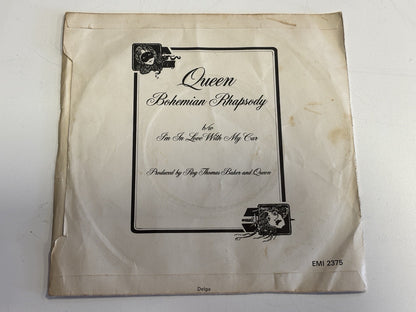 Queen
Bohemian Rhapsody
b/w
I'm In Love With My Car
Produced by Roy Thomas Baker and Queen
EMI 2375
Delga